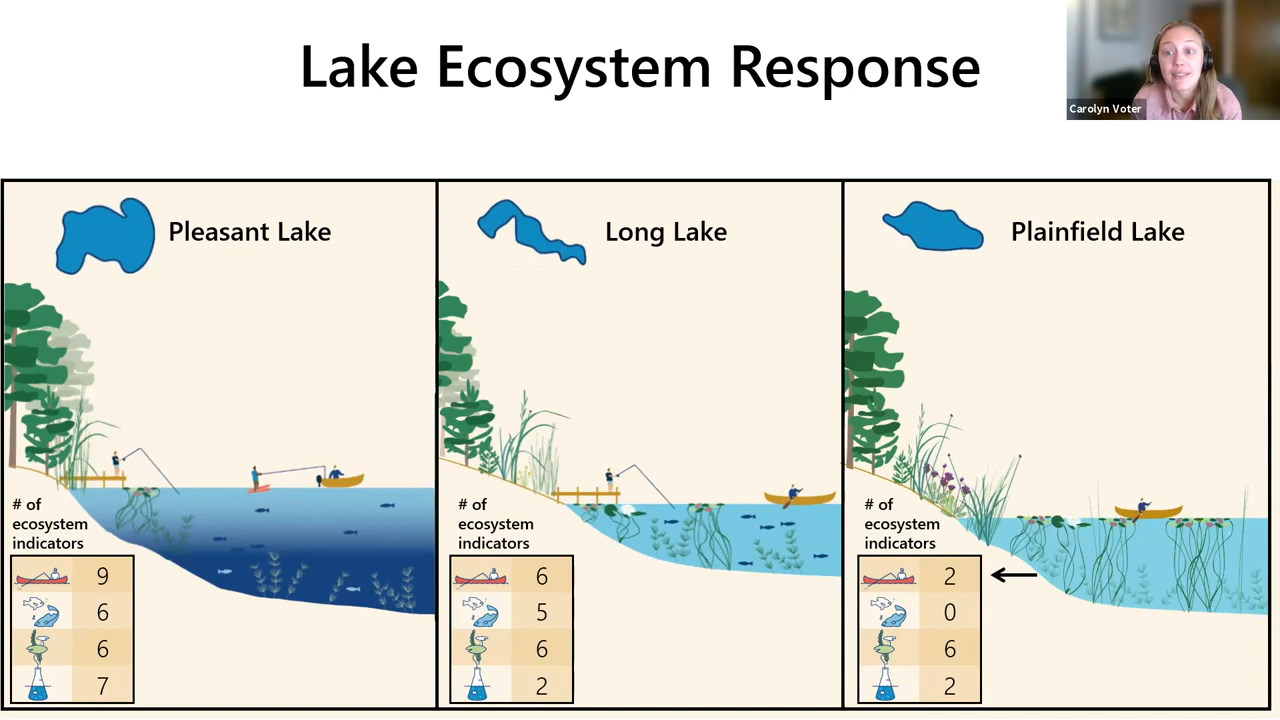 Lake Ecosystem Response
Carolyn Voter
Pleasant Lake
# of
ecosystem
indicators
9
6
6
7
Long Lake
# of
ecosystem
indicators
6
5
6
2
Plainfield Lake
# of
ecosystem
indicators
2
0
6
2